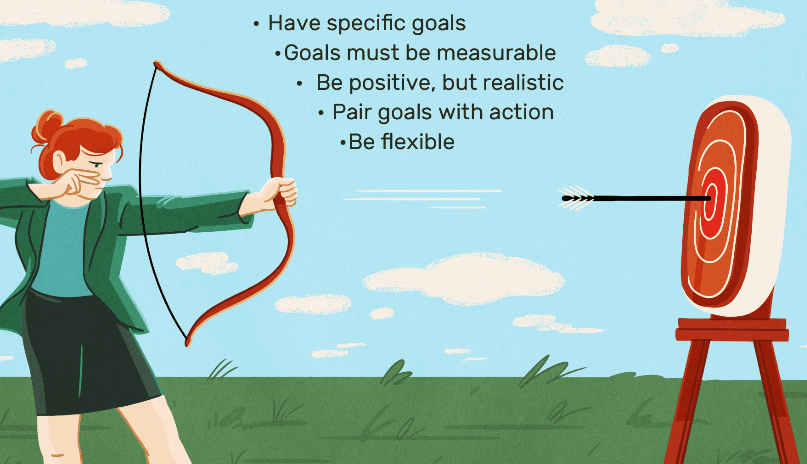 • Have specific goals
•Goals must be measurable
• Be positive, but realistic
• Pair goals with action
•Be flexible